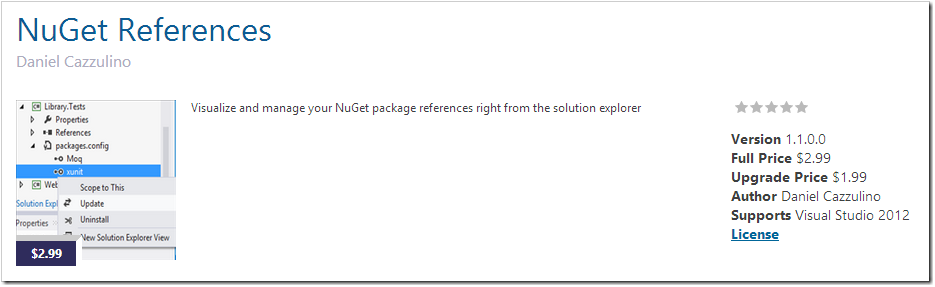 NuGet References
Daniel Cazzulino
Library.Tests
Properties
References
packages.config
Moq
xunit
Web
Scope to This
Solution Expl
Update
Uninstall
Properties
New Solution Explorer View
$2.99
Visualize and manage your NuGet package references right from the solution explorer
Version 1.1.0.0
Full Price $2.99
Upgrade Price $1.99
Author Daniel Cazzulino
Supports Visual Studio 2012
License